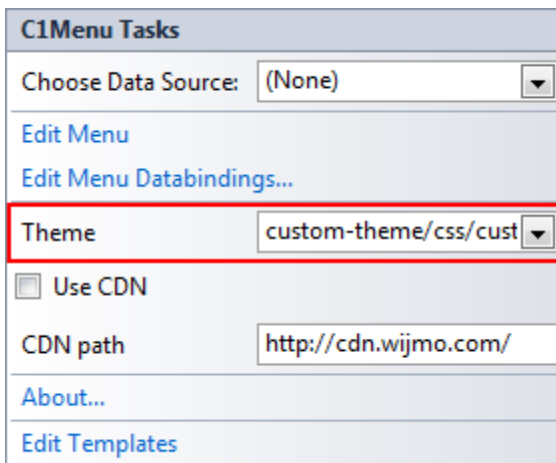 C1Menu Tasks
Choose Data Source: (None)
Edit Menu
Edit Menu Databindings...
Theme custom-theme/css/cust
Use CDN
CDN path http://cdn.wijmo.com/
About...
Edit Templates